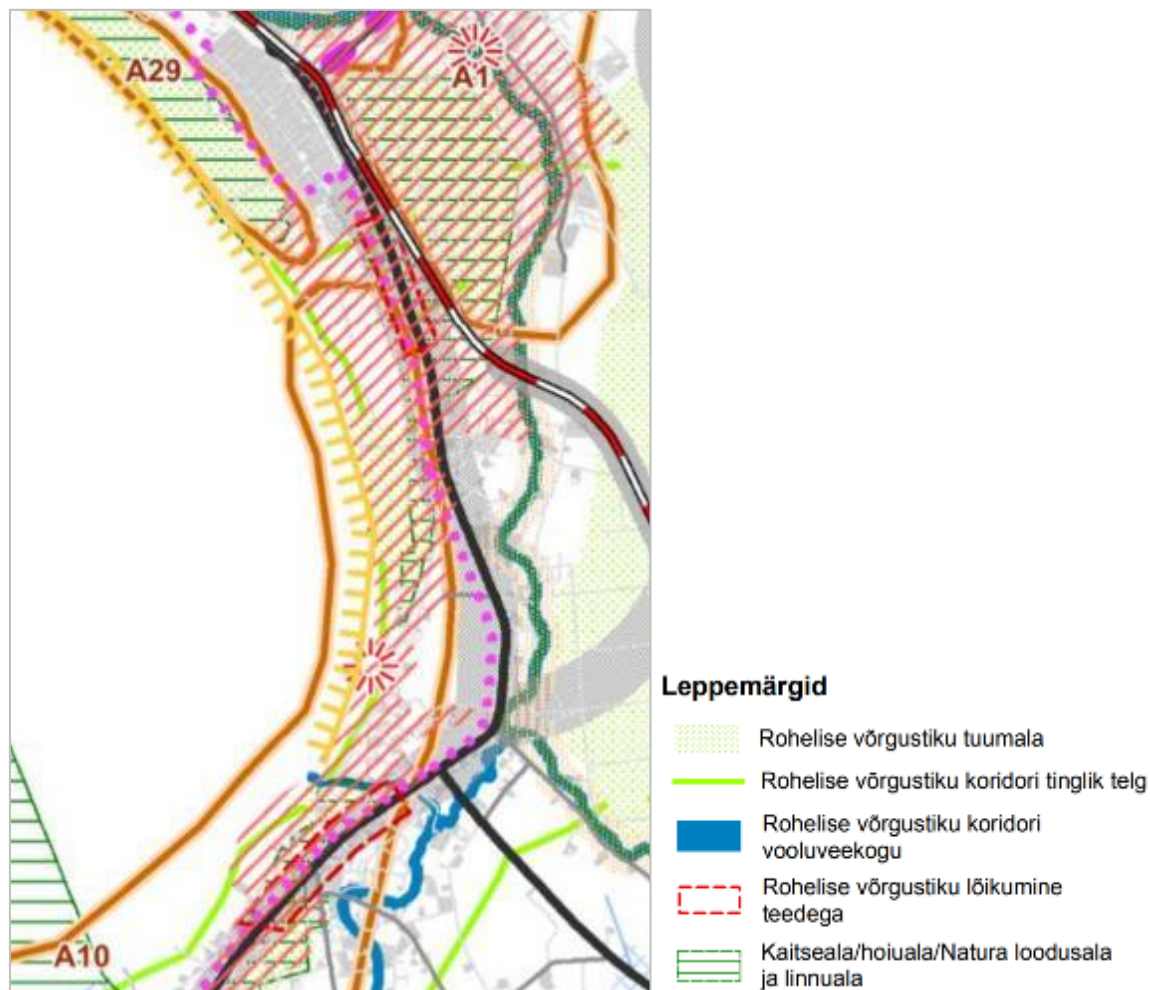 A29
A1
A10
Leppemärgid
Rohelise võrgustiku tuumala
Rohelise võrgustiku koridori tinglik telg
Rohelise võrgustiku koridori
vooluveekogu
Rohelise võrgustiku lõikumine
teedega
Kaitseala/hoiuala/Natura loodusala
ja linnuala